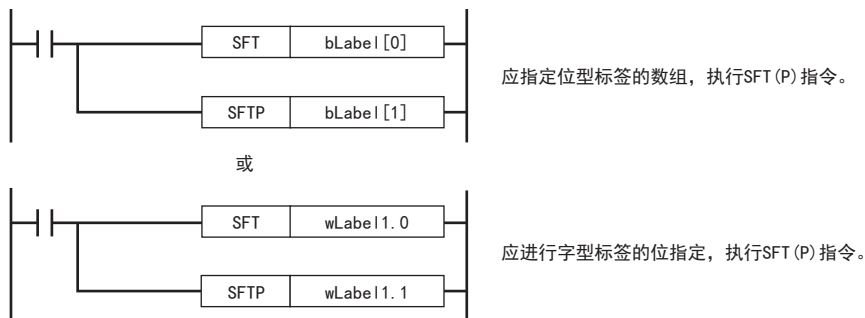 SFT bLabel[0]
应指定位型标签的数组，执行SFT(P)指令。
SFTP bLabel[1]
或
SFT wLabel1.0
应进行字型标签的位指定，执行SFT(P)指令。
SFTP wLabel1.1